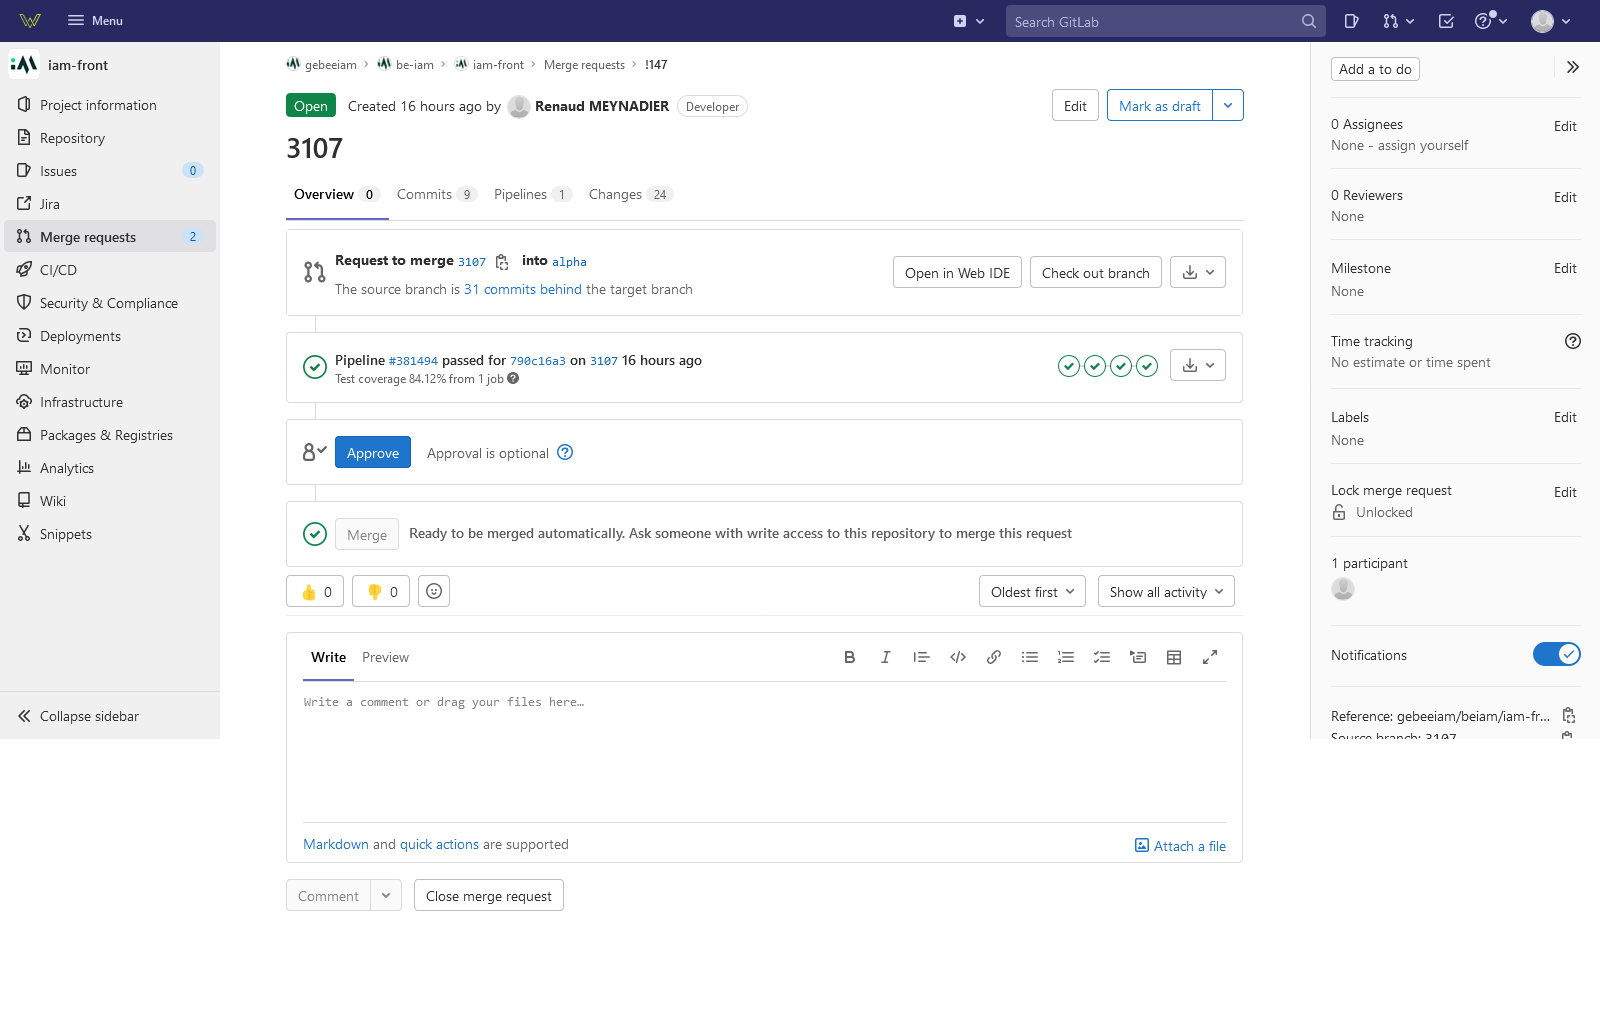 Menu
Search GitLab
iam-front
Project information
Repository
Issues 0
Jira
Merge requests 2
CI/CD
Security & Compliance
Deployments
Monitor
Infrastructure
Packages & Registries
Analytics
Wiki
Snippets
Collapse sidebar
gebeeiam > be-iam > iam-front > Merge requests > !147
Open Created 16 hours ago by Renaud MEYNADIER Developer
Edit Mark as draft
3107
Overview 0 Commits 9 Pipelines 1 Changes 24
Request to merge 3107 into alpha
The source branch is 31 commits behind the target branch
Open in Web IDE Check out branch
Pipeline #381494 passed for 790c16a3 on 3107 16 hours ago
Test coverage 84.12% from 1 job
Approve Approval is optional
Merge Ready to be merged automatically. Ask someone with write access to this repository to merge this request
0 0
Oldest first Show all activity
Write Preview
Write a comment or drag your files here…
Markdown and quick actions are supported
Attach a file
Comment Close merge request
Add a to do
0 Assignees Edit
None - assign yourself
0 Reviewers Edit
None
Milestone Edit
None
Time tracking
No estimate or time spent
Labels Edit
None
Lock merge request Edit
Unlocked
1 participant
Notifications
Reference: gebeeiam/beiam/iam-fr…
Source branch: 3107